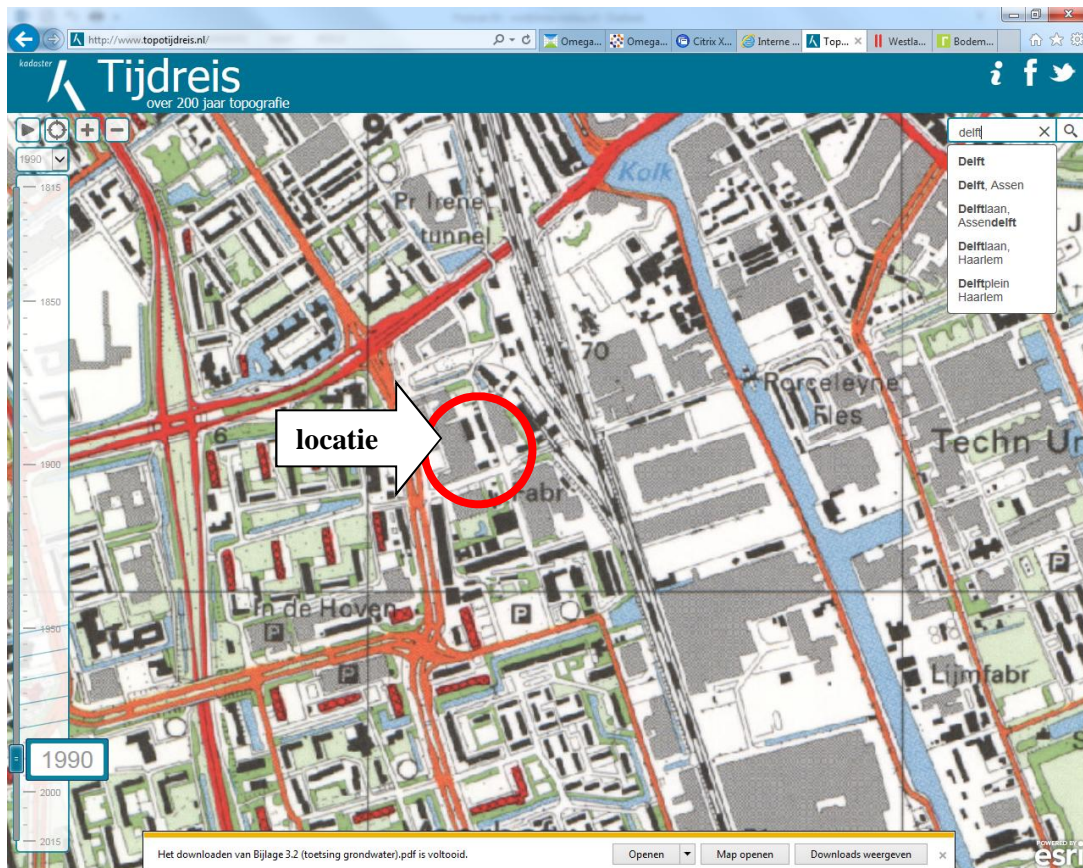 http://www.topotijdreis.nl/
Omega...
Omega...
Citrix X...
Interne ...
Top...
Westla...
Bodem...
kadaster
Tijdreis
over 200 jaar topografie
delft
1990
Delft
Delft, Assen
Delftlaan,
Assendelft
Delftlaan,
Haarlem
Delftplein
Haarlem
1815
1850
1900
1950
1990
2000
2015
Kolk
Pr Irene
tunnel
70
Porceleyne
Fles
Techn Un
J
6
locatie
Fabr
In de Hoven
P
P
P
P
Lijmfabr
Het downloaden van Bijlage 3.2 (toetsing grondwater).pdf is voltooid.
Openen
Map openen
Downloads weergeven
POWERED BY
esri